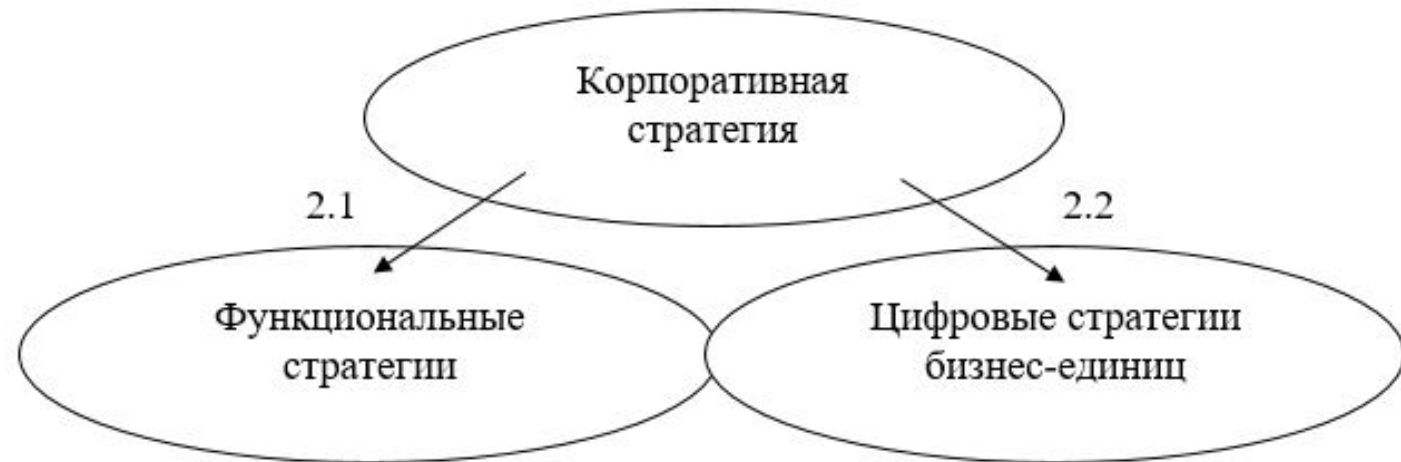 Корпоративная
стратегия
2.1
2.2
Функциональные
стратегии
Цифровые стратегии
бизнес-единиц